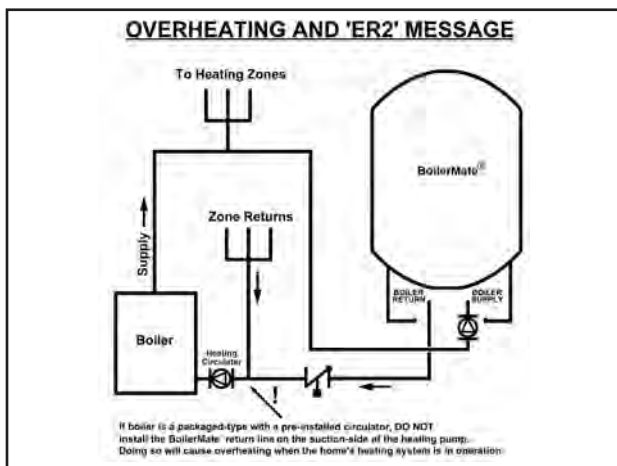 OVERHEATING AND 'ER2' MESSAGE
To Heating Zones
BoilerMate®
Zone Returns
Supply
BOILER
RETURN
BOILER
SUPPLY
Boiler
Heating
Circulator
!
If boiler is a packaged-type with a pre-installed circulator, DO NOT
install the BoilerMate return line on the suction-side of the heating pump.
Doing so will cause overheating when the home's heating system is in operation